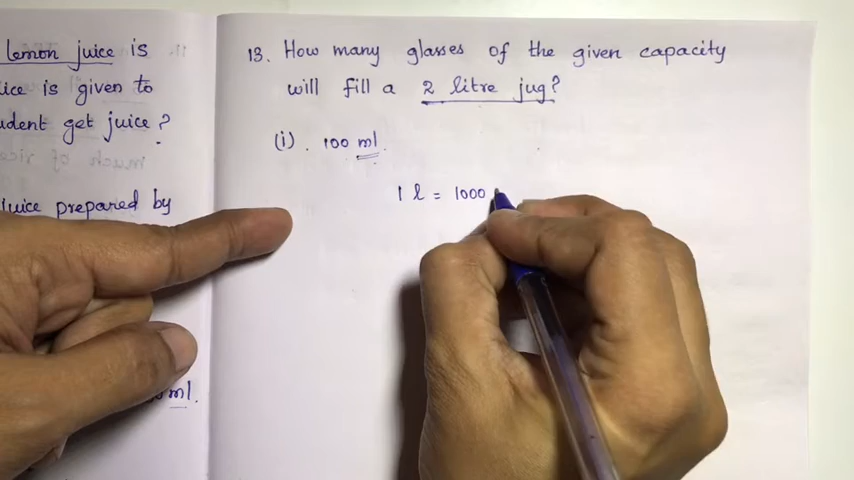 lemon juice is
ice is given to
udent get juice?
juice prepared by
ml.
13. How many glasses of the given capacity
will fill a 2 litre jug?
(i). 100 ml.
1 l = 1000